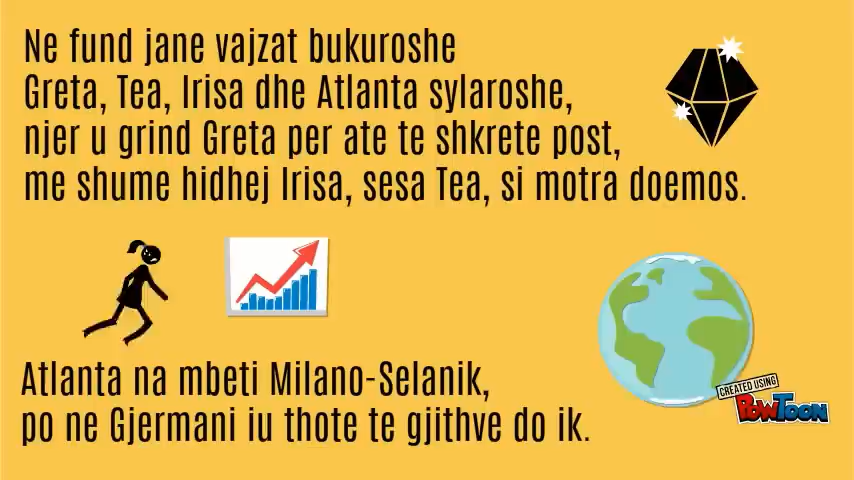 Ne fund jane vajzat bukuroshe
Greta, Tea, Irisa dhe Atlanta sylaroshe,
njer u grind Greta per ate te shkrete post,
me shume hidhej Irisa, sesa Tea, si motra doemos.
Atlanta na mbeti Milano-Selanik,
po ne Gjermani iu thote te gjithve do ik.
CREATED USING
POWTOON